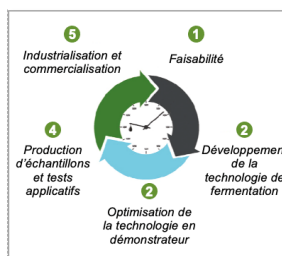 5
Industrialisation et
commercialisation
1
Faisabilité
2
Développemen
de la
technologie de
fermentation
2
Optimisation de
la technologie en
démonstrateur
4
Production
d'échantillons
et tests
applicatifs